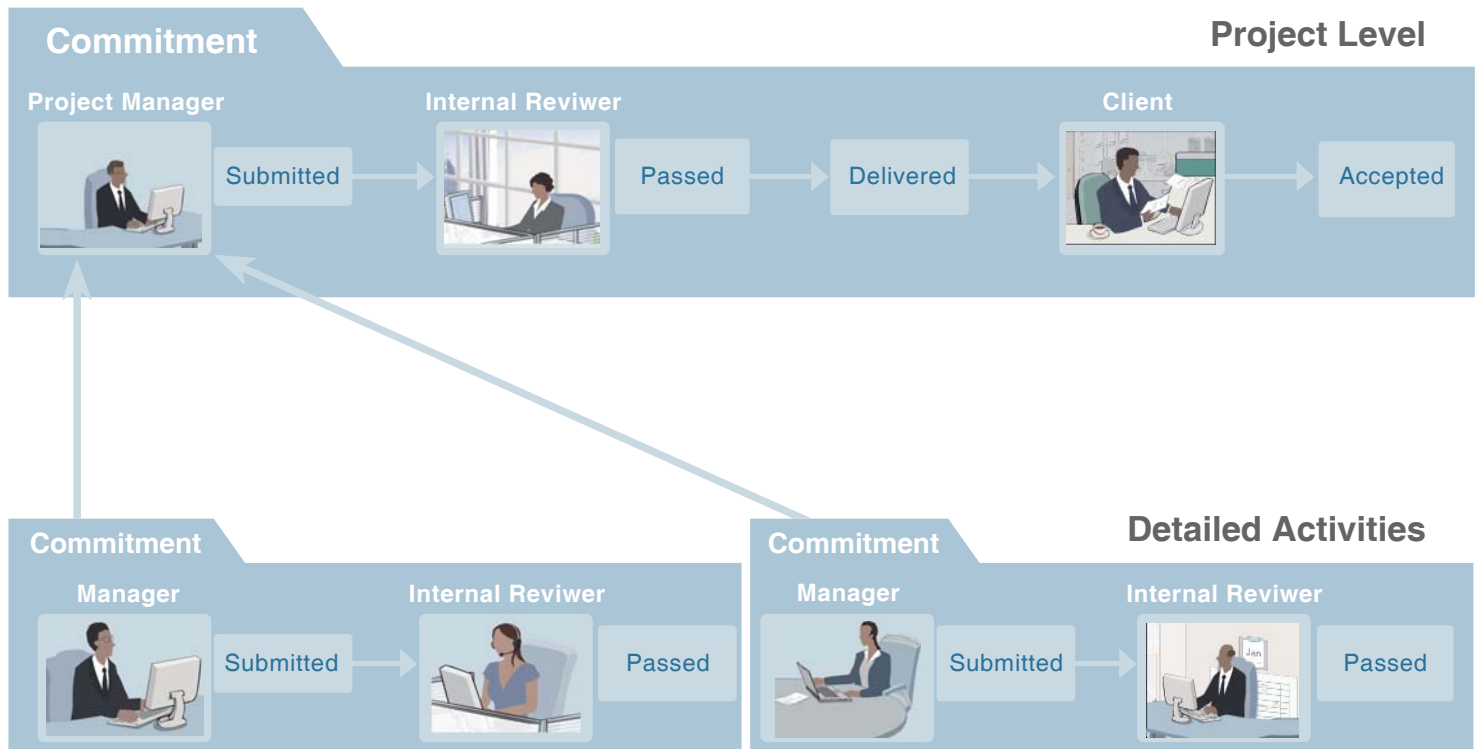 Commitment
Project Level
Project Manager
Internal Reviwer
Client
Submitted
Passed
Delivered
Accepted
Commitment
Manager
Internal Reviwer
Submitted
Passed
Commitment
Detailed Activities
Manager
Internal Reviwer
Submitted
Jan
Passed